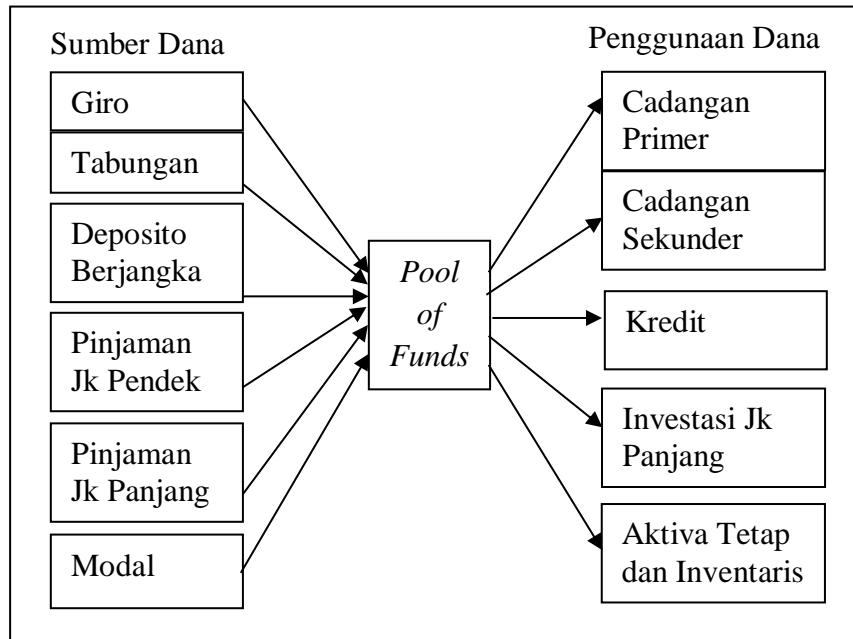 Sumber Dana
Giro
Tabungan
Deposito
Berjangka
Pinjaman
Jk Pendek
Pinjaman
Jk Panjang
Modal
Pool
of
Funds
Penggunaan Dana
Cadangan
Primer
Cadangan
Sekunder
Kredit
Investasi Jk
Panjang
Aktiva Tetap
dan Inventaris